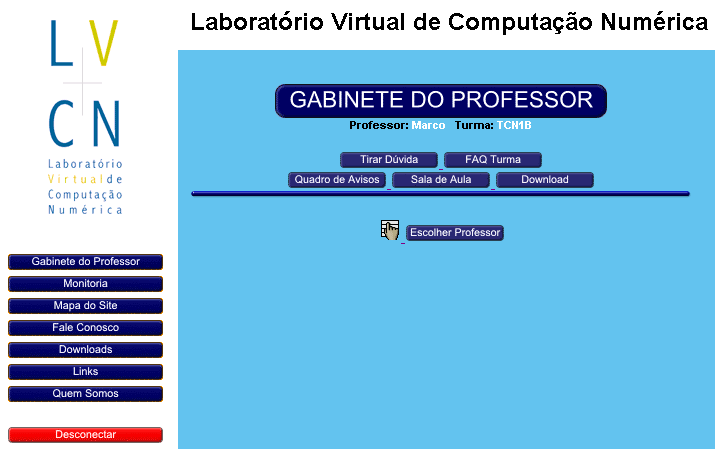 Laboratório Virtual de Computação Numérica
L V
C N
Laboratório
Virtual de
Computação
Numérica
GABINETE DO PROFESSOR
Professor: Marco Turma: TCN1B
Tirar Dúvida FAQ Turma
Quadro de Avisos Sala de Aula Download
Escolher Professor
Gabinete do Professor
Monitoria
Mapa do Site
Fale Conosco
Downloads
Links
Quem Somos
Desconectar